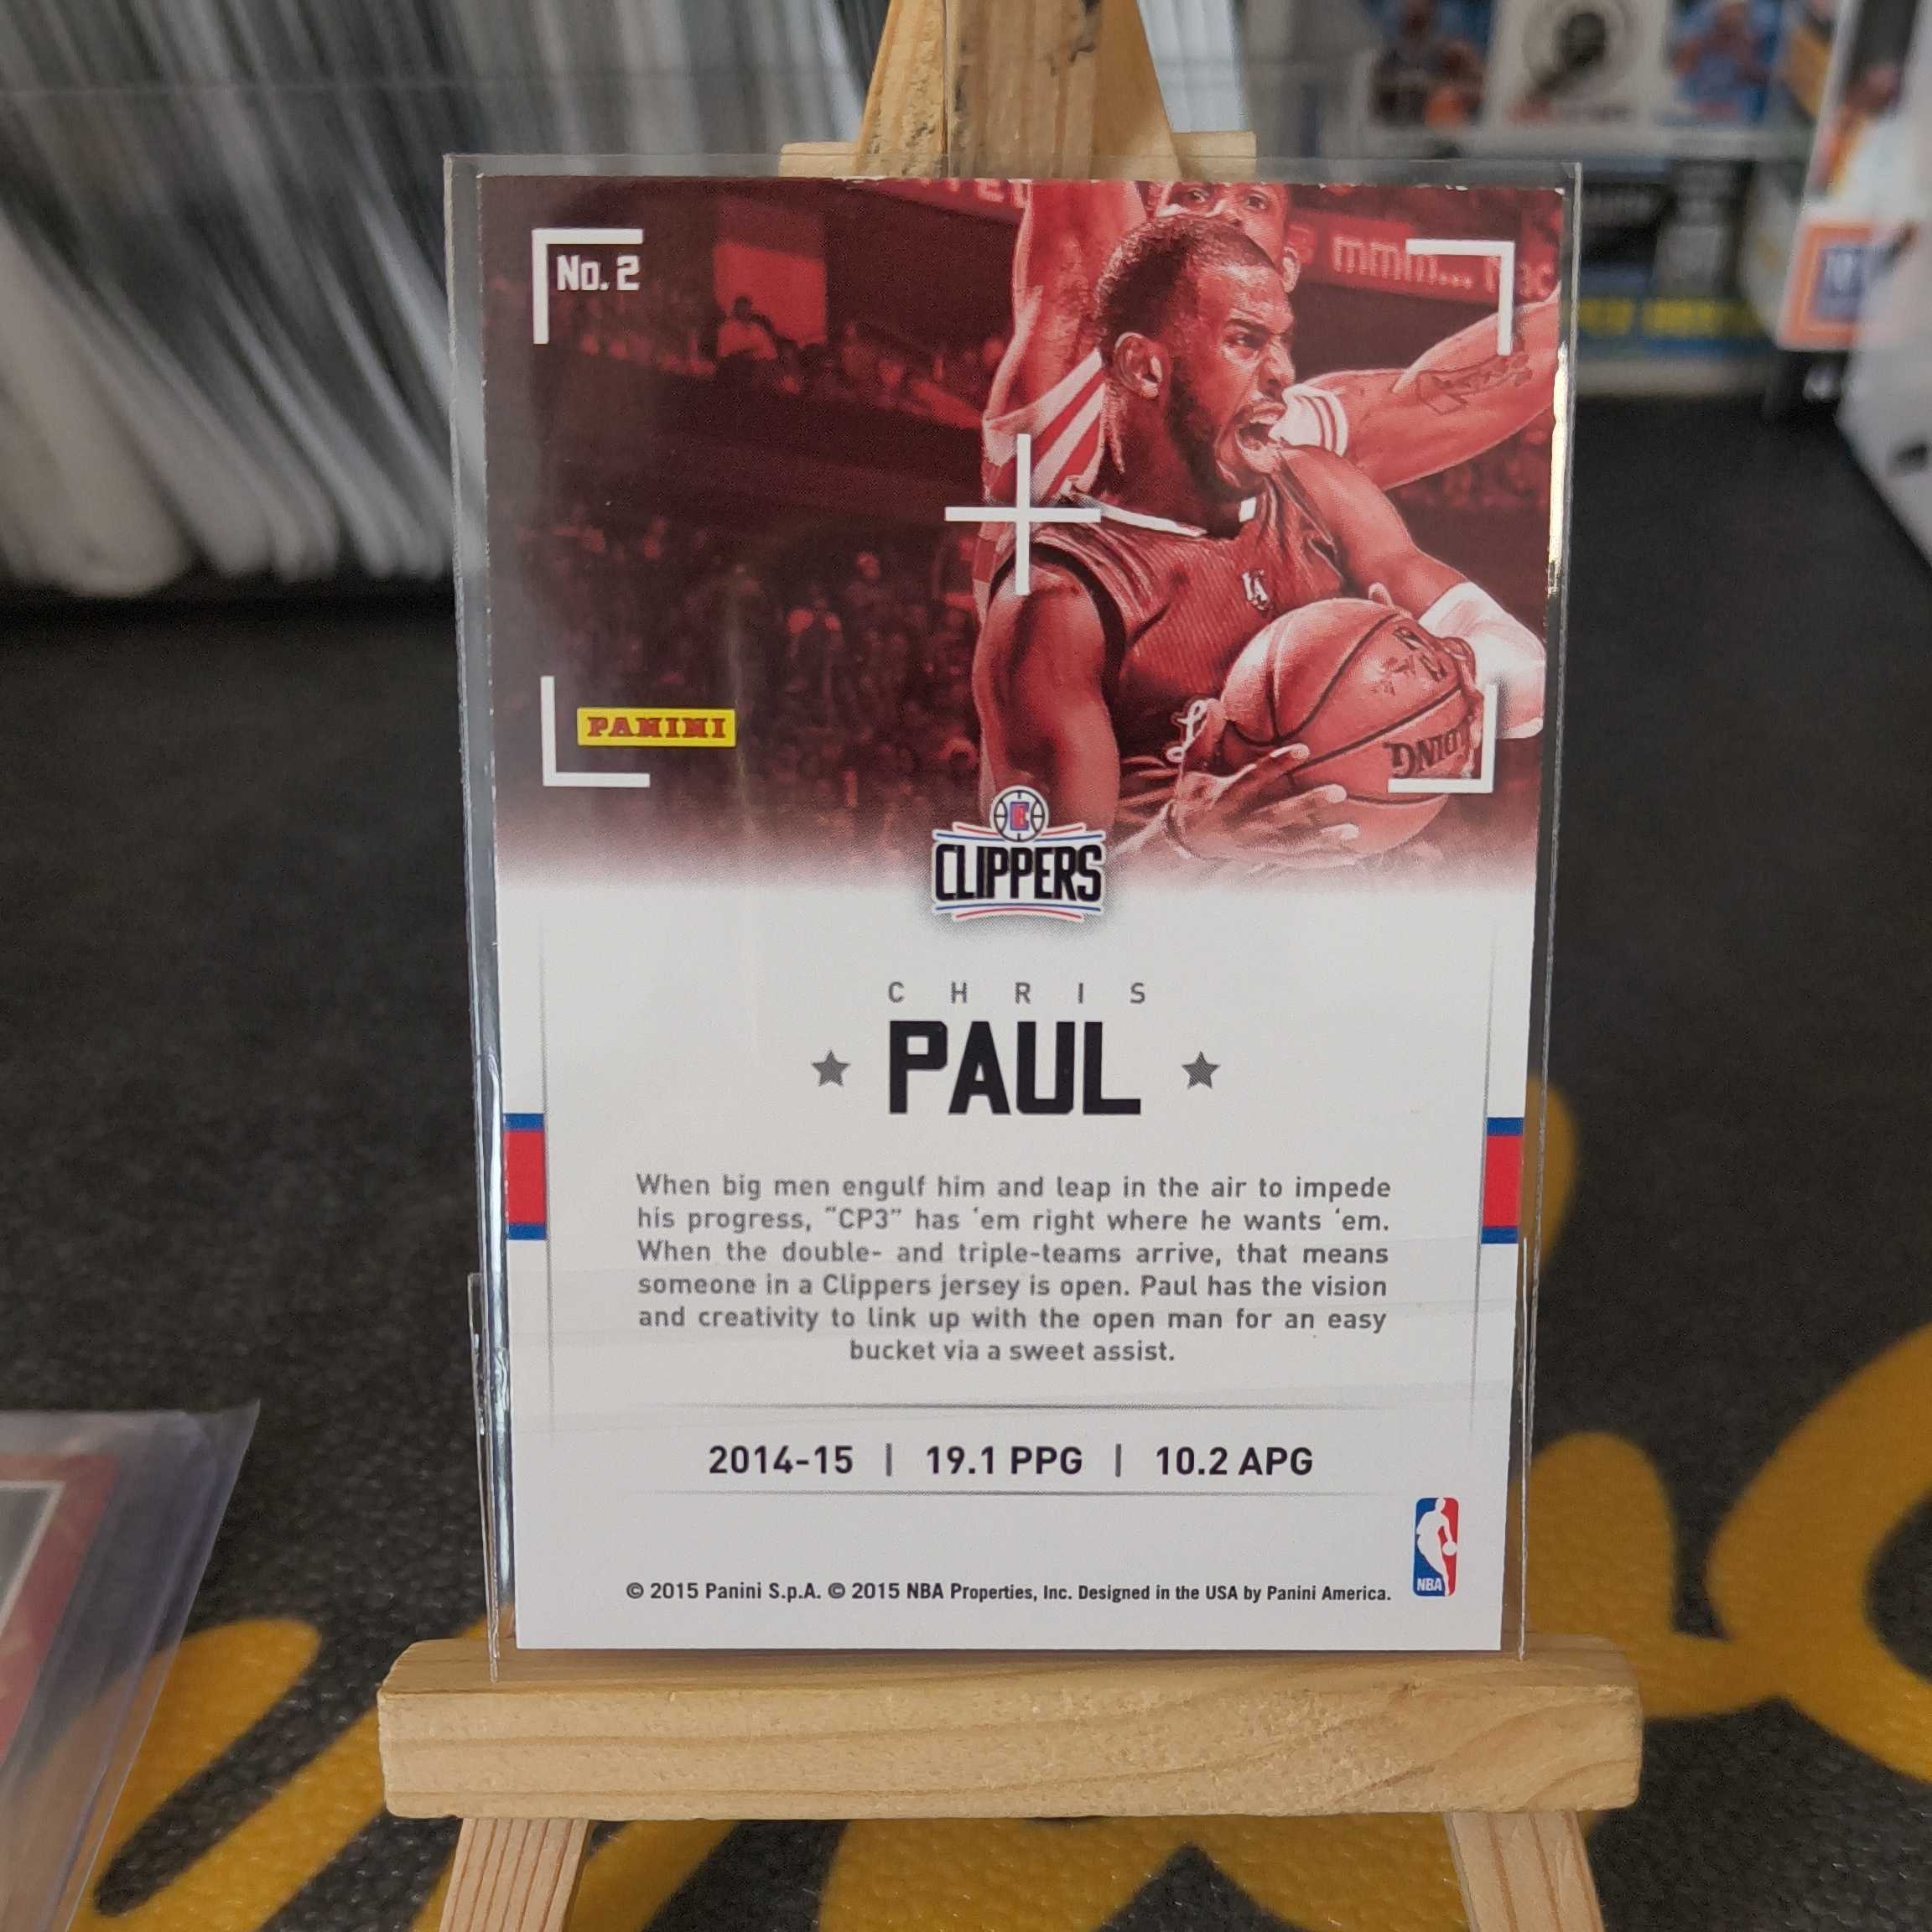 No. 2
mmm...
PANINI
CLIPPERS
CHRIS
PAUL
When big men engulf him and leap in the air to impede
his progress, “CP3” has ‘em right where he wants ‘em.
When the double- and triple-teams arrive, that means
someone in a Clippers jersey is open. Paul has the vision
and creativity to link up with the open man for an easy
bucket via a sweet assist.
2014-15 | 19.1 PPG | 10.2 APG
NBA
© 2015 Panini S.p.A. © 2015 NBA Properties, Inc. Designed in the USA by Panini America.